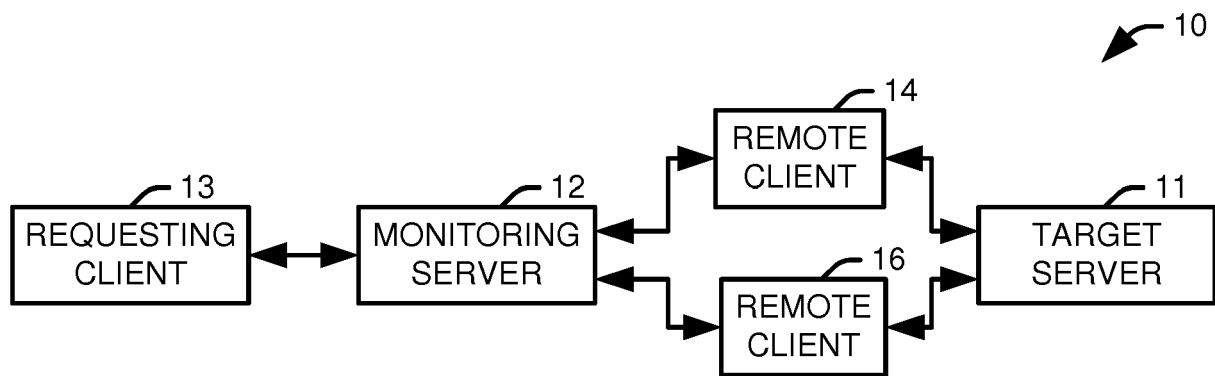 10
14
REMOTE
CLIENT
13
12
11
REQUESTING
CLIENT
MONITORING
SERVER
TARGET
SERVER
16
REMOTE
CLIENT